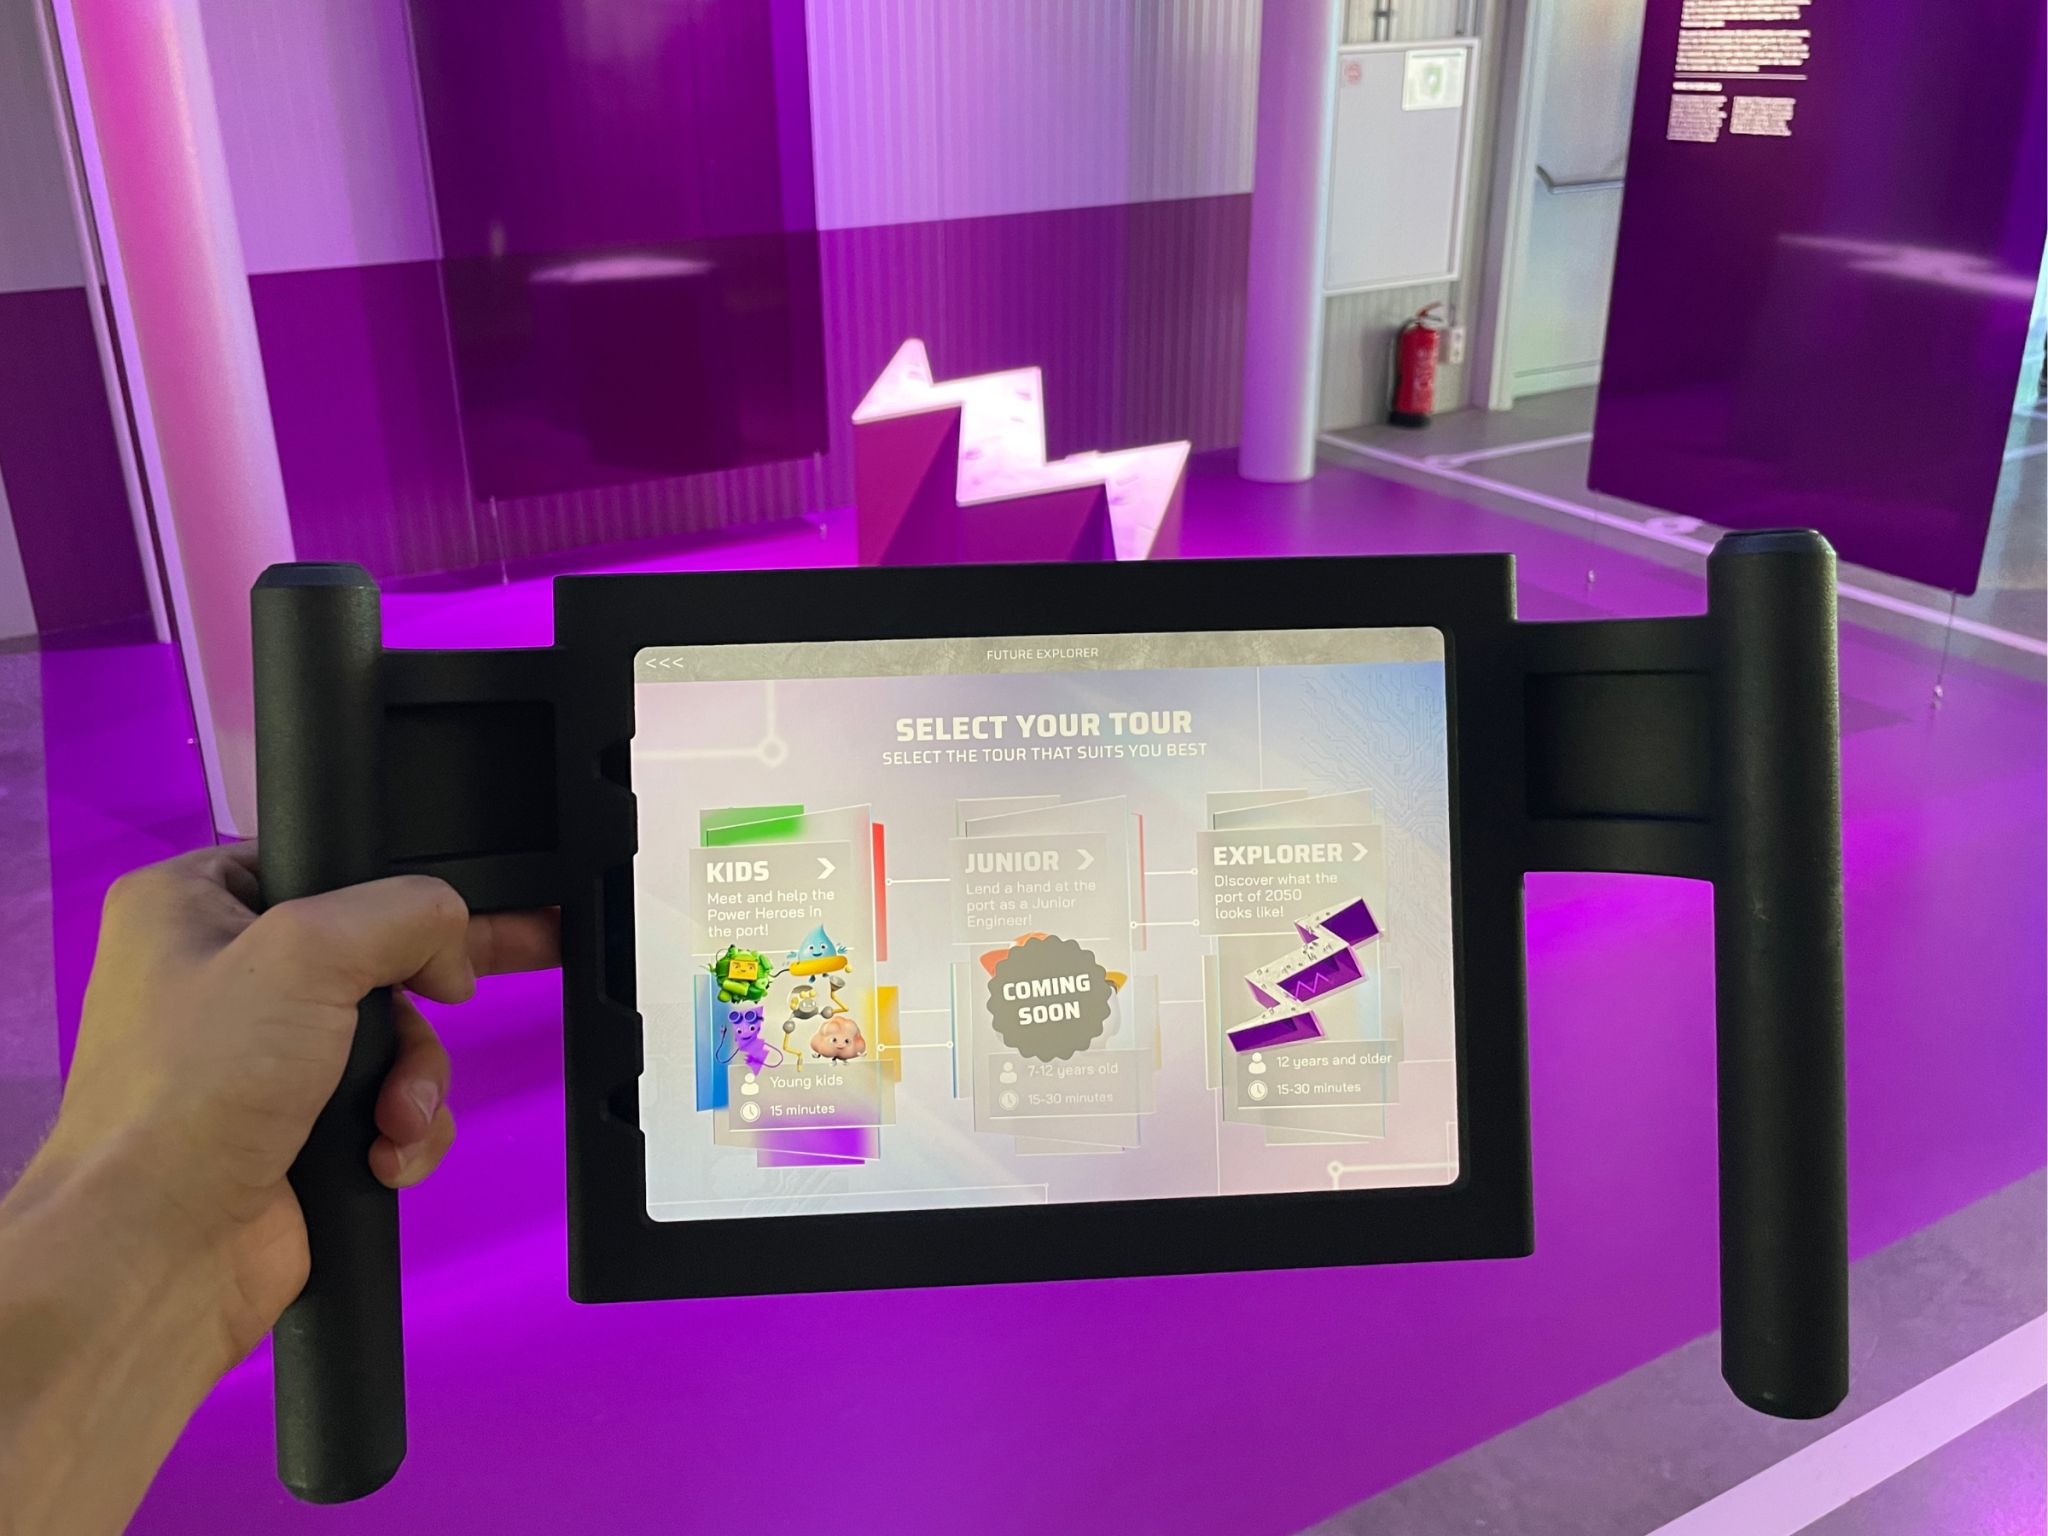 <<<
FUTURE EXPLORER
SELECT YOUR TOUR
SELECT THE TOUR THAT SUITS YOU BEST
KIDS >
Meet and help the
Power Heroes in
the port!
Young kids
15 minutes
JUNIOR >
Lend a hand at the
port as a Junior
Engineer!
COMING
SOON
7-12 years old
15-30 minutes
EXPLORER >
Discover what the
port of 2050
looks like!
12 years and older
15-30 minutes